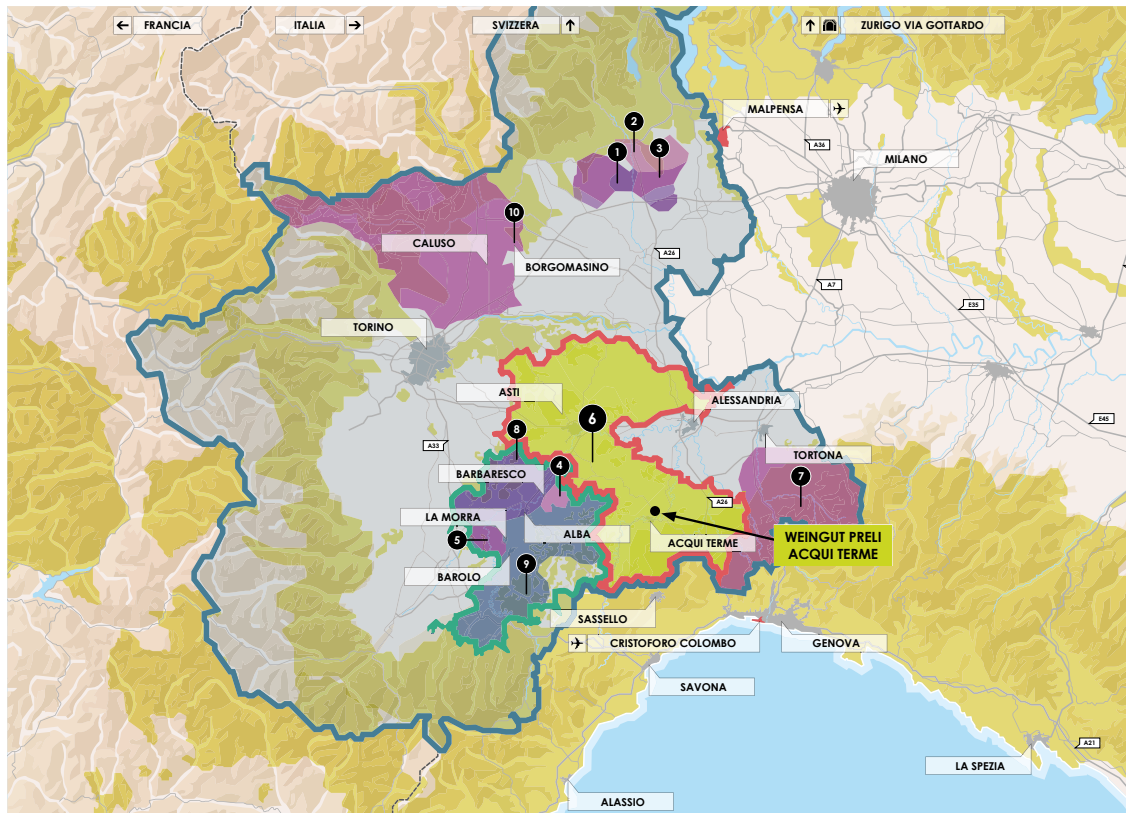 FRANCIA
ITALIA
SVIZZERA
ZURIGO VIA GOTTARDO
MALPENSA
A36
MILANO
2
1
3
10
CALUSO
BORGOMASINO
A26
A7
E35
TORINO
ASTI
ALESSANDRIA
6
E45
8
A33
TORTONA
BARBARESCO
4
7
A26
LA MORRA
ALBA
ACQUI TERME
WEINGUT PRELI
ACQUI TERME
5
BAROLO
9
SASSELLO
CRISTOFORO COLOMBO
GENOVA
SAVONA
A21
LA SPEZIA
ALASSIO